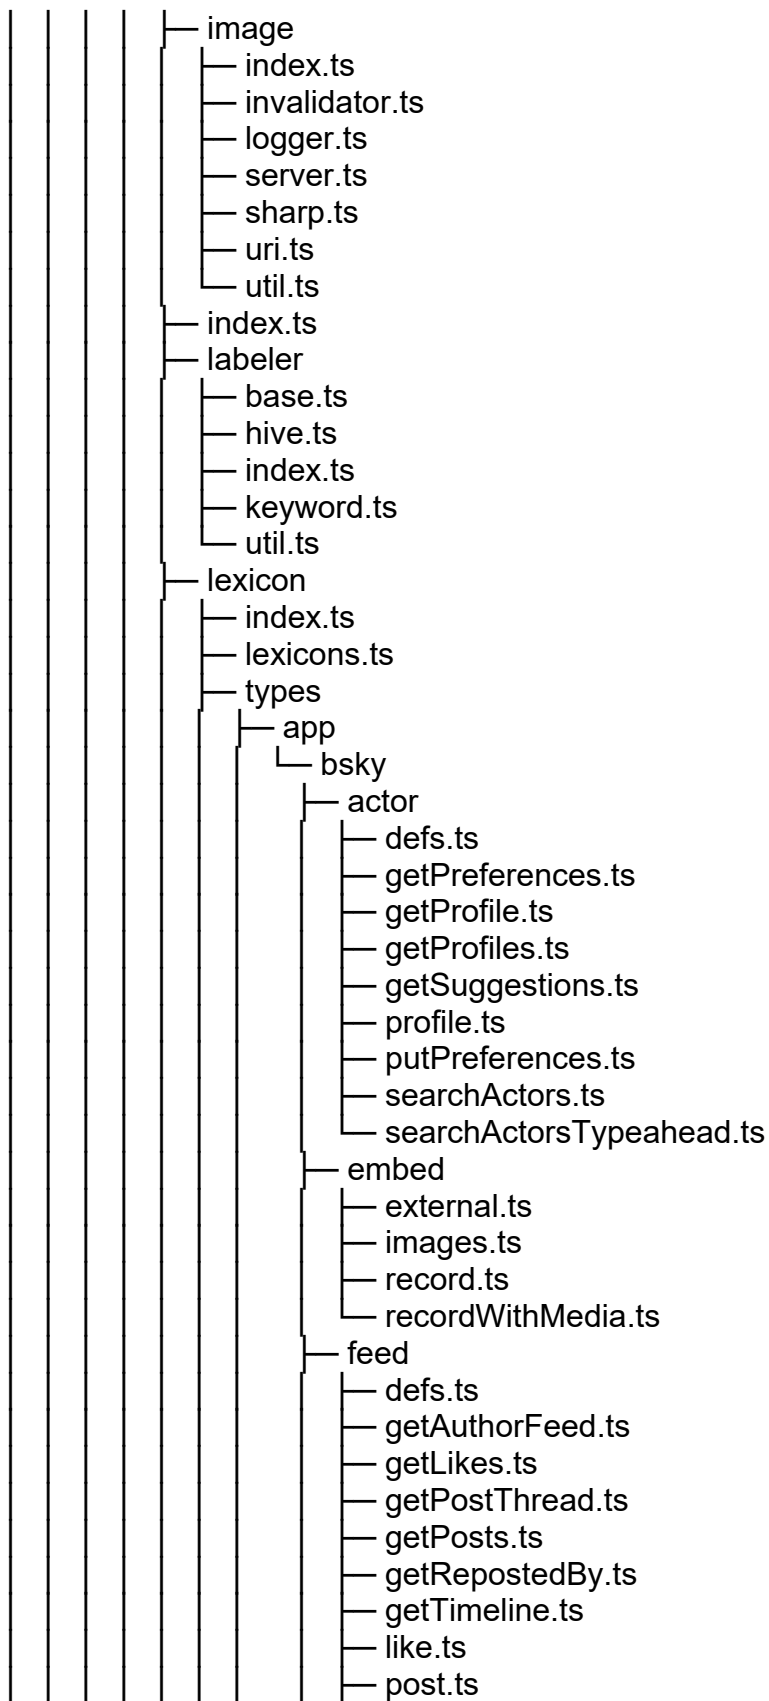 image
index.ts
invalidator.ts
logger.ts
server.ts
sharp.ts
uri.ts
util.ts
index.ts
labeler
base.ts
hive.ts
index.ts
keyword.ts
util.ts
lexicon
index.ts
lexicons.ts
types
app
bsky
actor
defs.ts
getPreferences.ts
getProfile.ts
getProfiles.ts
getSuggestions.ts
profile.ts
putPreferences.ts
searchActors.ts
searchActorsTypeahead.ts
embed
external.ts
images.ts
record.ts
recordWithMedia.ts
feed
defs.ts
getAuthorFeed.ts
getLikes.ts
getPostThread.ts
getPosts.ts
getRepostedBy.ts
getTimeline.ts
like.ts
post.ts